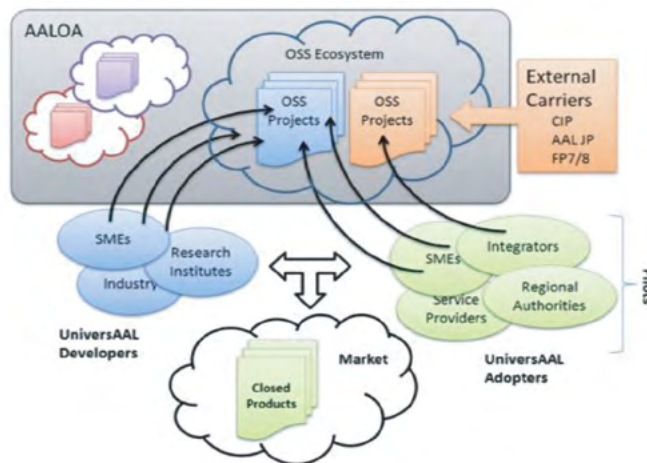 AALOA
OSS Ecosystem
OSS
Projects
OSS
Projects
External
Carriers
CIP
AAL JP
FP7/8
SMEs
Research
Institutes
Industry
UniversAAL
Developers
SMEs
Integrators
Service
Providers
Regional
Authorities
UniversAAL
Adopters
Market
Closed
Products